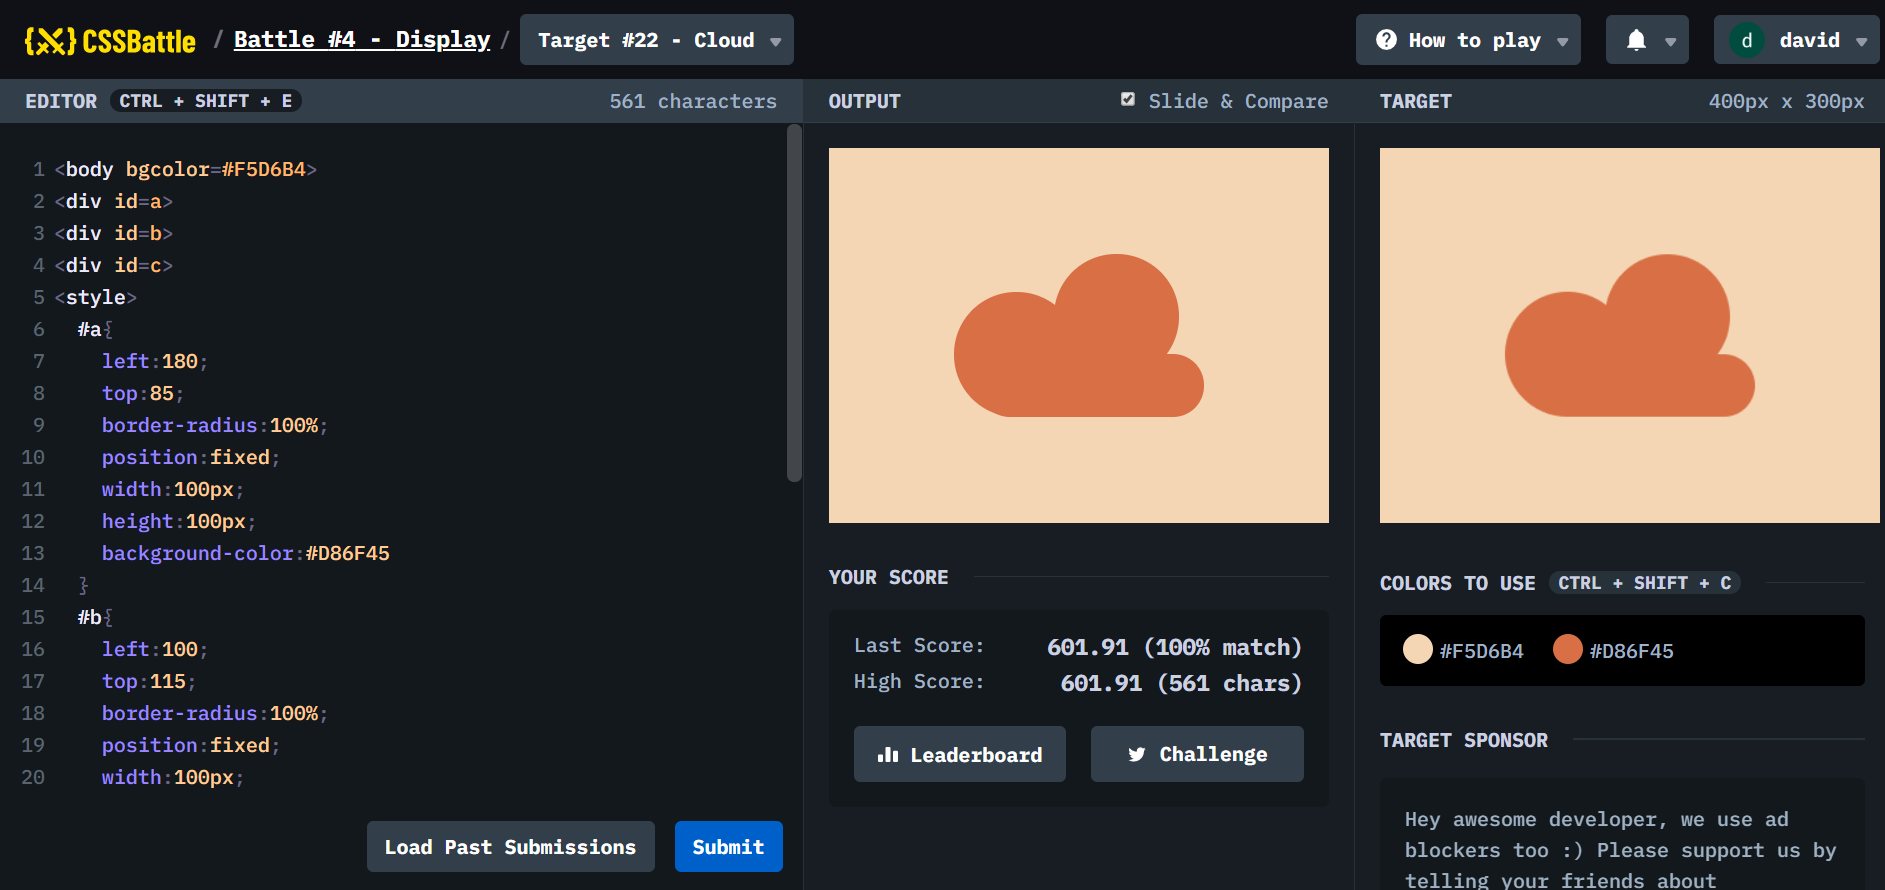 {X} CSSBattle / Battle #4 - Display / Target #22 - Cloud
How to play
d david
EDITOR CTRL + SHIFT + E 561 characters
OUTPUT Slide & Compare
TARGET 400px x 300px
1 <body bgcolor=#F5D6B4>
2 <div id=a>
3 <div id=b>
4 <div id=c>
5 <style>
6 #a{
7 left:180;
8 top:85;
9 border-radius:100%;
10 position:fixed;
11 width:100px;
12 height:100px;
13 background-color:#D86F45
14 }
15 #b{
16 left:100;
17 top:115;
18 border-radius:100%;
19 position:fixed;
20 width:100px;
Load Past Submissions Submit
YOUR SCORE
Last Score: 601.91 (100% match)
High Score: 601.91 (561 chars)
Leaderboard Challenge
COLORS TO USE CTRL + SHIFT + C
#F5D6B4 #D86F45
TARGET SPONSOR
Hey awesome developer, we use ad
blockers too :) Please support us by
telling your friends about